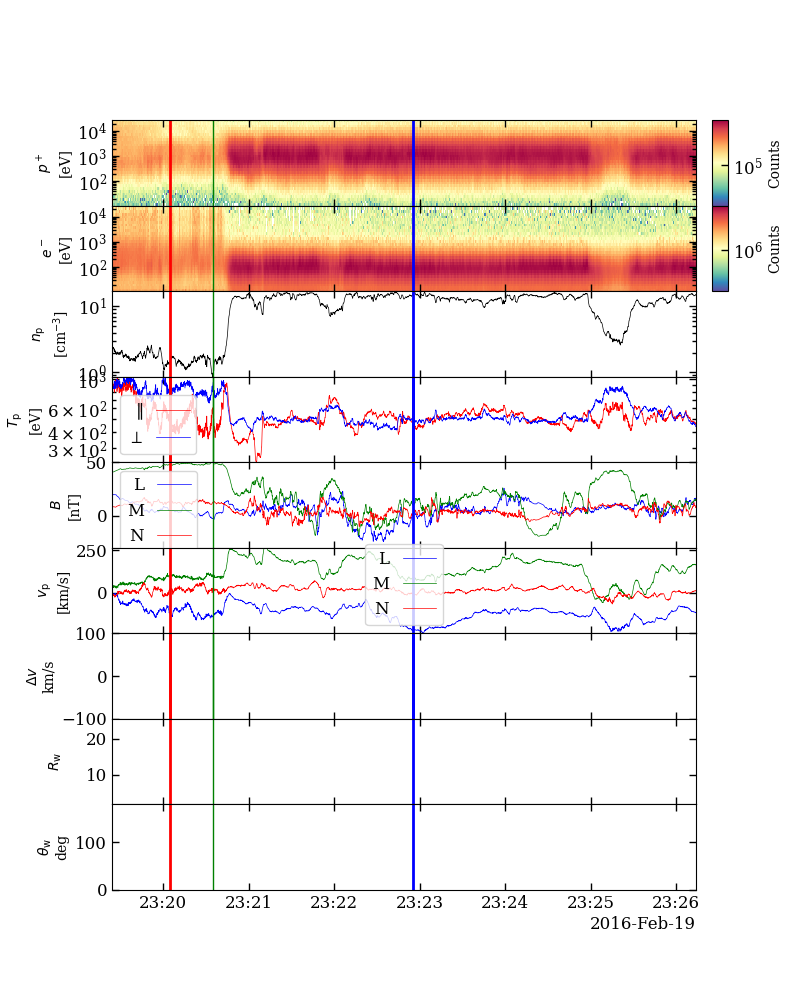 10⁴
10³
10²
p⁺
[eV]
10⁵
Counts
10⁴
10³
10²
e⁻
[eV]
10⁶
Counts
10¹
10⁰
nₚ
[cm⁻³]
10³
6 × 10²
4 × 10²
3 × 10²
Tₚ
[eV]
∥
⊥
50
0
B
[nT]
L
M
N
250
0
vₚ
[km/s]
L
M
N
100
0
−100
Δv
km/s
20
10
R_w
100
0
θ_w
deg
23:20 23:21 23:22 23:23 23:24 23:25 23:26
2016-Feb-19